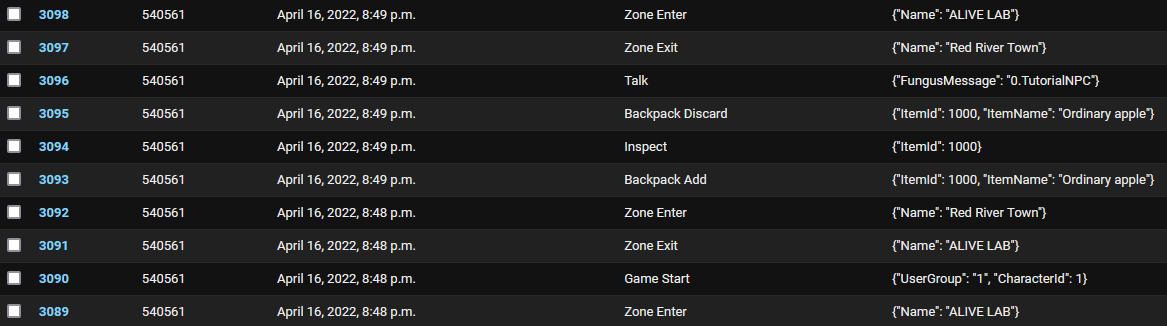 3098 540561 April 16, 2022, 8:49 p.m. Zone Enter {"Name": "ALIVE LAB"}
3097 540561 April 16, 2022, 8:49 p.m. Zone Exit {"Name": "Red River Town"}
3096 540561 April 16, 2022, 8:49 p.m. Talk {"FungusMessage": "0.TutorialNPC"}
3095 540561 April 16, 2022, 8:49 p.m. Backpack Discard {"ItemId": 1000, "ItemName": "Ordinary apple"}
3094 540561 April 16, 2022, 8:49 p.m. Inspect {"ItemId": 1000}
3093 540561 April 16, 2022, 8:49 p.m. Backpack Add {"ItemId": 1000, "ItemName": "Ordinary apple"}
3092 540561 April 16, 2022, 8:48 p.m. Zone Enter {"Name": "Red River Town"}
3091 540561 April 16, 2022, 8:48 p.m. Zone Exit {"Name": "ALIVE LAB"}
3090 540561 April 16, 2022, 8:48 p.m. Game Start {"UserGroup": "1", "CharacterId": 1}
3089 540561 April 16, 2022, 8:48 p.m. Zone Enter {"Name": "ALIVE LAB"}